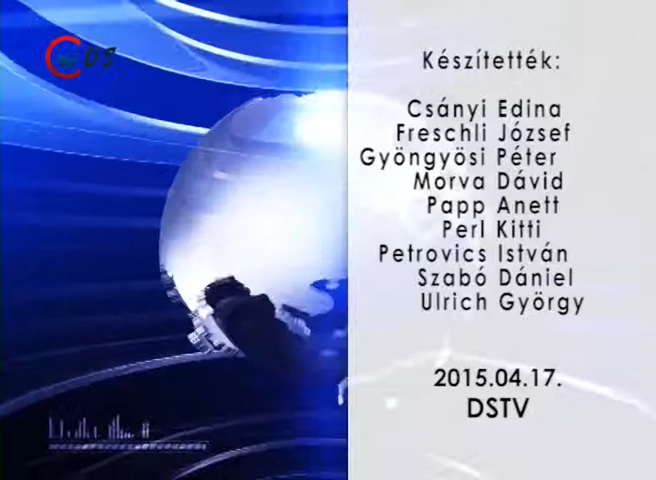 DS
Készítették:
Csányi Edina
Freschli József
Gyöngyösi Péter
Morva Dávid
Papp Anett
Perl Kitti
Petrovics István
Szabó Dániel
Ulrich György
2015.04.17.
DSTV